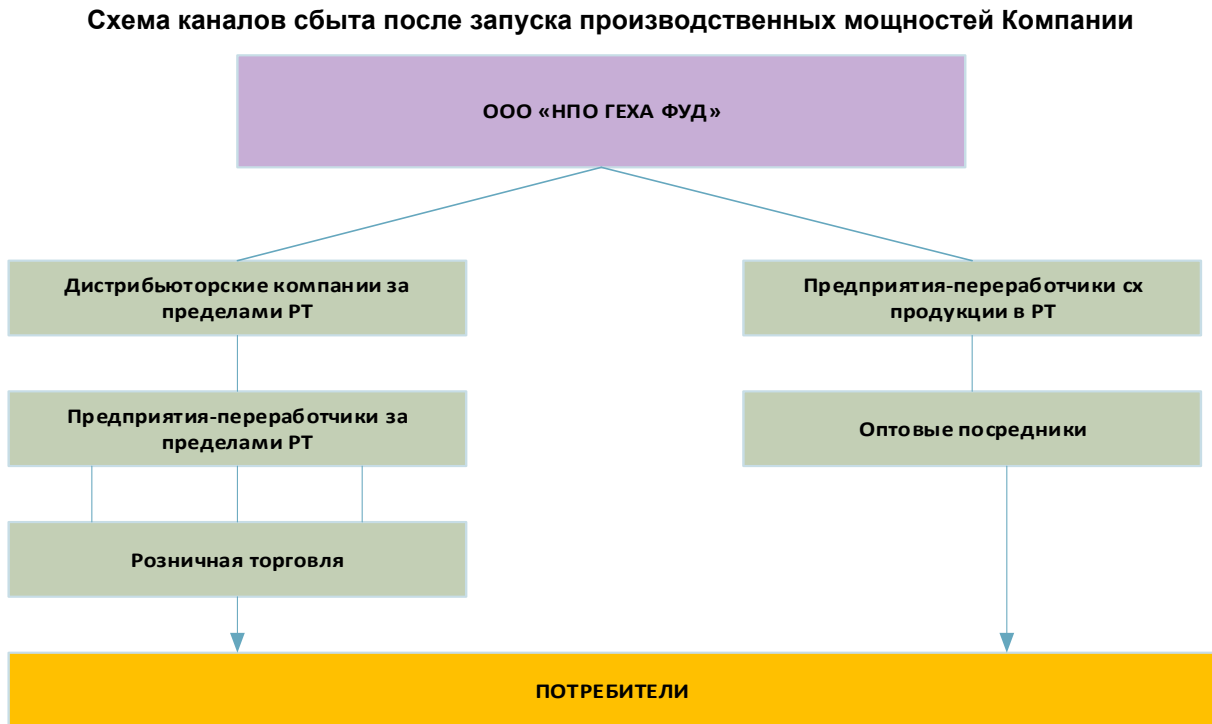 Схема каналов сбыта после запуска производственных мощностей Компании
ООО «НПО ГЕХА ФУД»
Дистрибьюторские компании за
пределами РТ
Предприятия-переработчики сх
продукции в РТ
Предприятия-переработчики за
пределами РТ
Оптовые посредники
Розничная торговля
ПОТРЕБИТЕЛИ